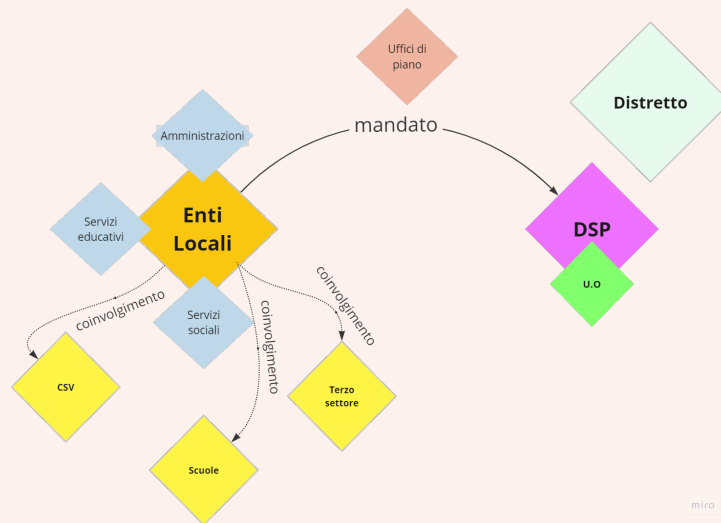 Uffici di
piano
Distretto
mandato
Amministrazioni
Enti
Locali
Servizi
educativi
DSP
U.O
Servizi
sociali
coinvolgimento
coinvolgimento
coinvolgimento
CSV
Terzo
settore
Scuole
miro